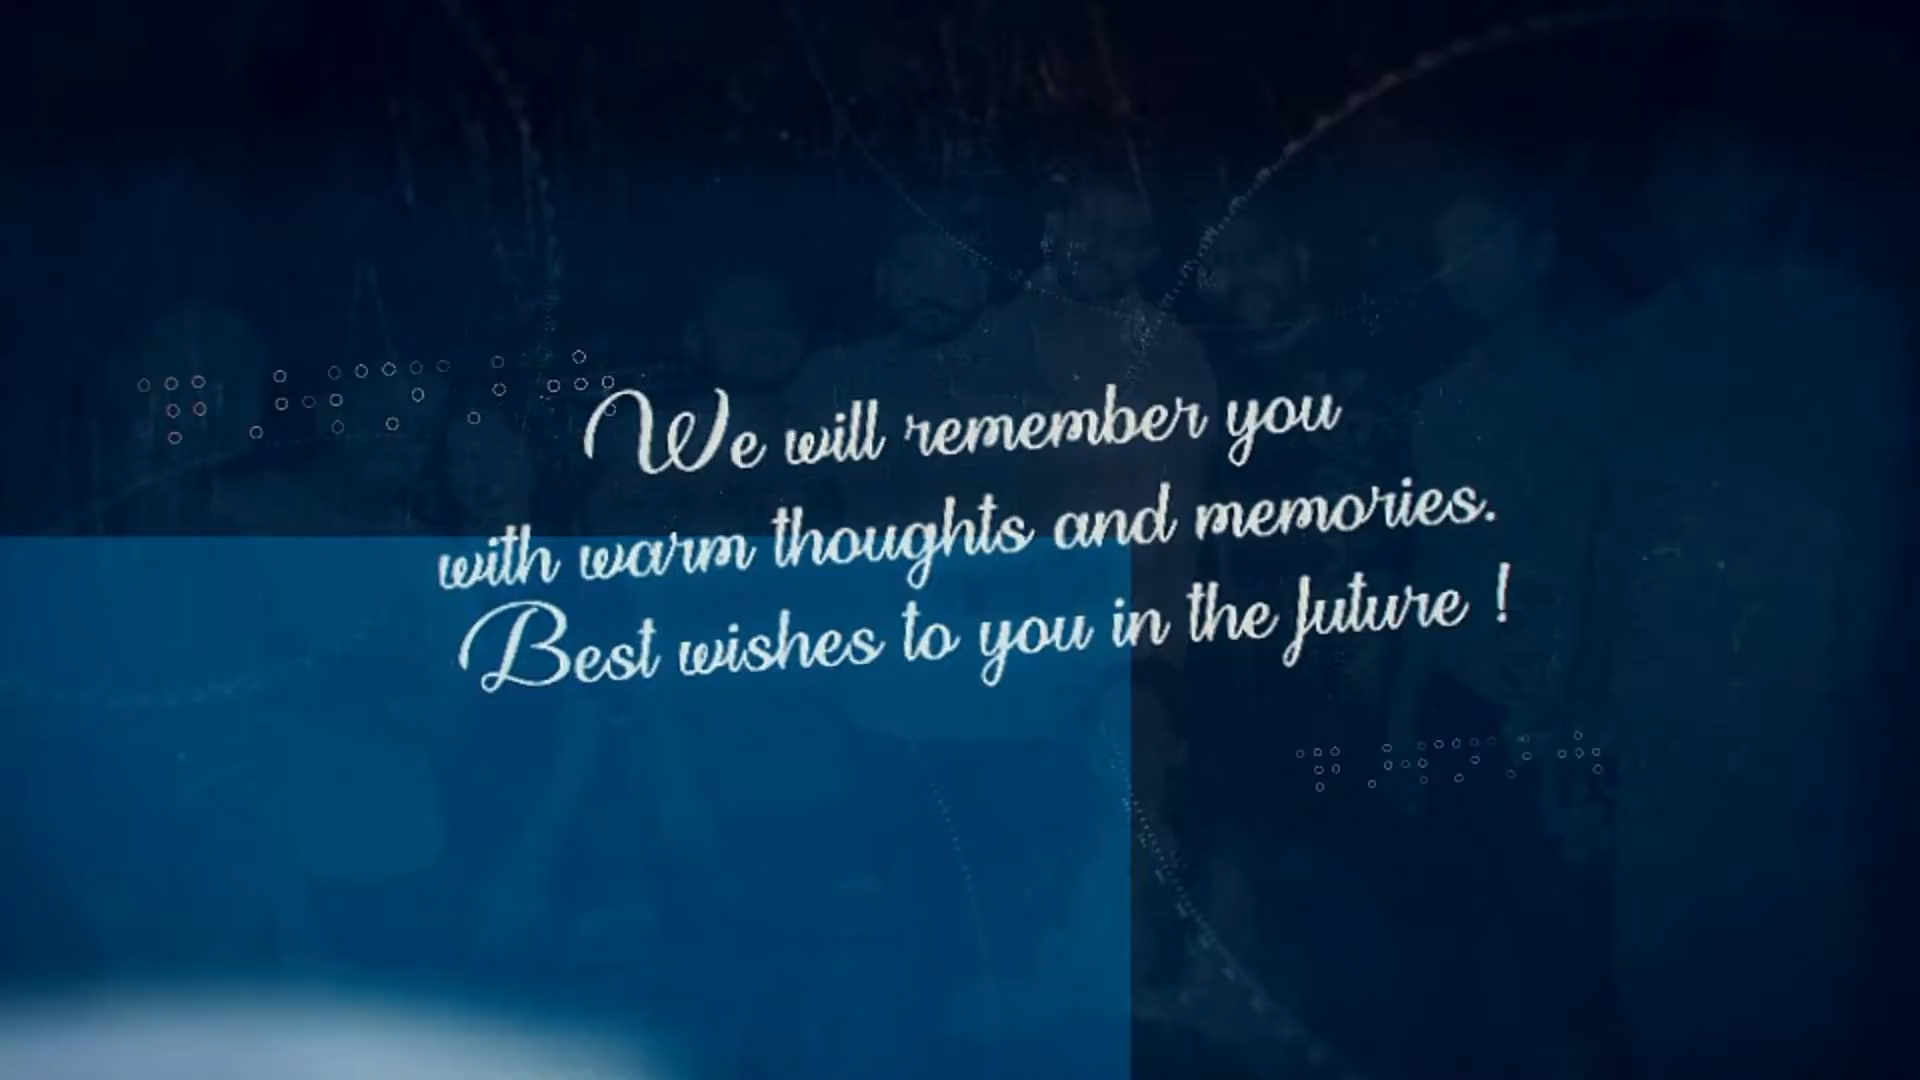 We will remember you
with warm thoughts and memories.
Best wishes to you in the future !